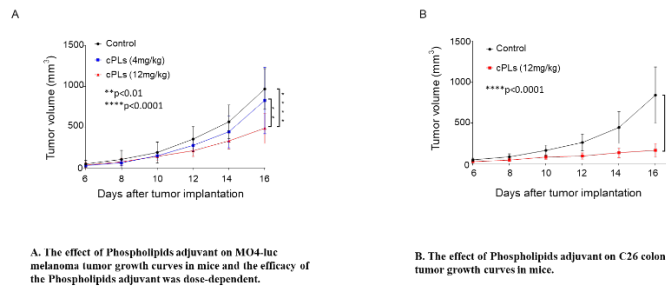 A
1500
1000
500
0
Tumor volume (mm³)
Control
cPLs (4mg/kg)
cPLs (12mg/kg)
**p<0.01
****p<0.0001
* *
* * * *
6 8 10 12 14 16
Days after tumor implantation
A. The effect of Phospholipids adjuvant on MO4-luc
melanoma tumor growth curves in mice and the efficacy of
the Phospholipids adjuvant was dose-dependent.
B
1500
1000
500
0
Tumor volume (mm³)
Control
cPLs (12mg/kg)
****p<0.0001
6 8 10 12 14 16
Days after tumor implantation
B. The effect of Phospholipids adjuvant on C26 colon
tumor growth curves in mice.